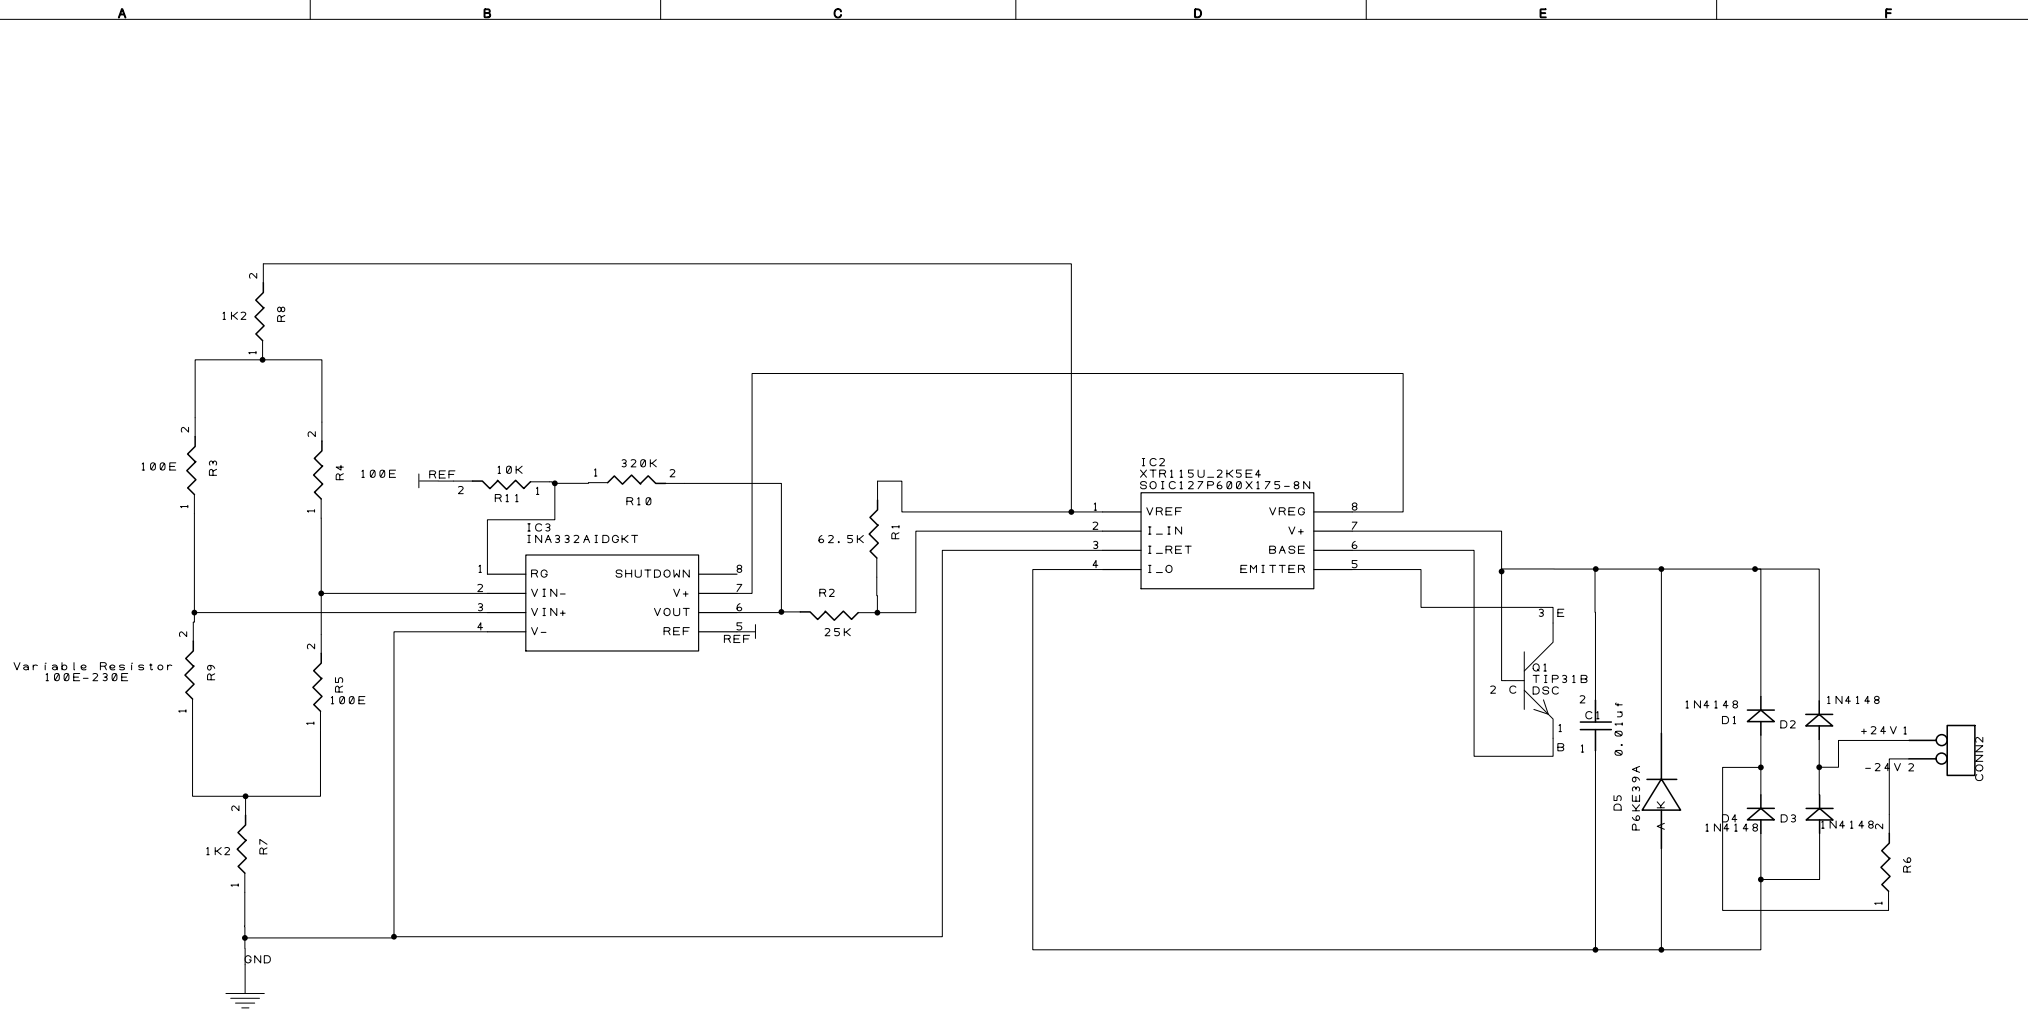 A B C D E F
2
1K2 R8
1
2
100E R3
1
2
R4 100E
1
REF
2
10K
R11
1
1
320K
R10
2
IC3
INA332AIDGKT
1 RG
2 VIN-
3 VIN+
4 V-
SHUTDOWN 8
V+ 7
VOUT 6
REF 5
REF
R2
25K
62.5K R1
IC2
XTR115U_2K5E4
SOIC127P600X175-8N
1 VREF
2 I_IN
3 I_RET
4 I_O
VREG 8
V+ 7
BASE 6
EMITTER 5
2
Variable Resistor
100E-230E
R9
1
2
R5
100E
1
2
1K2 R7
1
GND
3 E
Q1
TIP31B
DSC
2 C
1
B
2
C1
0.01uf
1
D5
P6KE39A
K
A
1N4148
D1
D2
1N4148
D4
1N4148
D3
1N4148
+24V 1
-24V 2
CONN2
2
R6
1